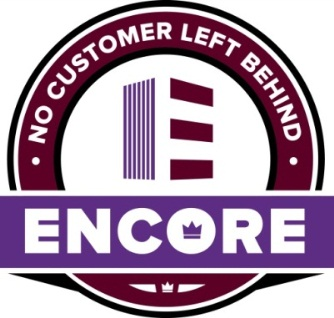 • NO CUSTOMER LEFT BEHIND •
E
ENCORE